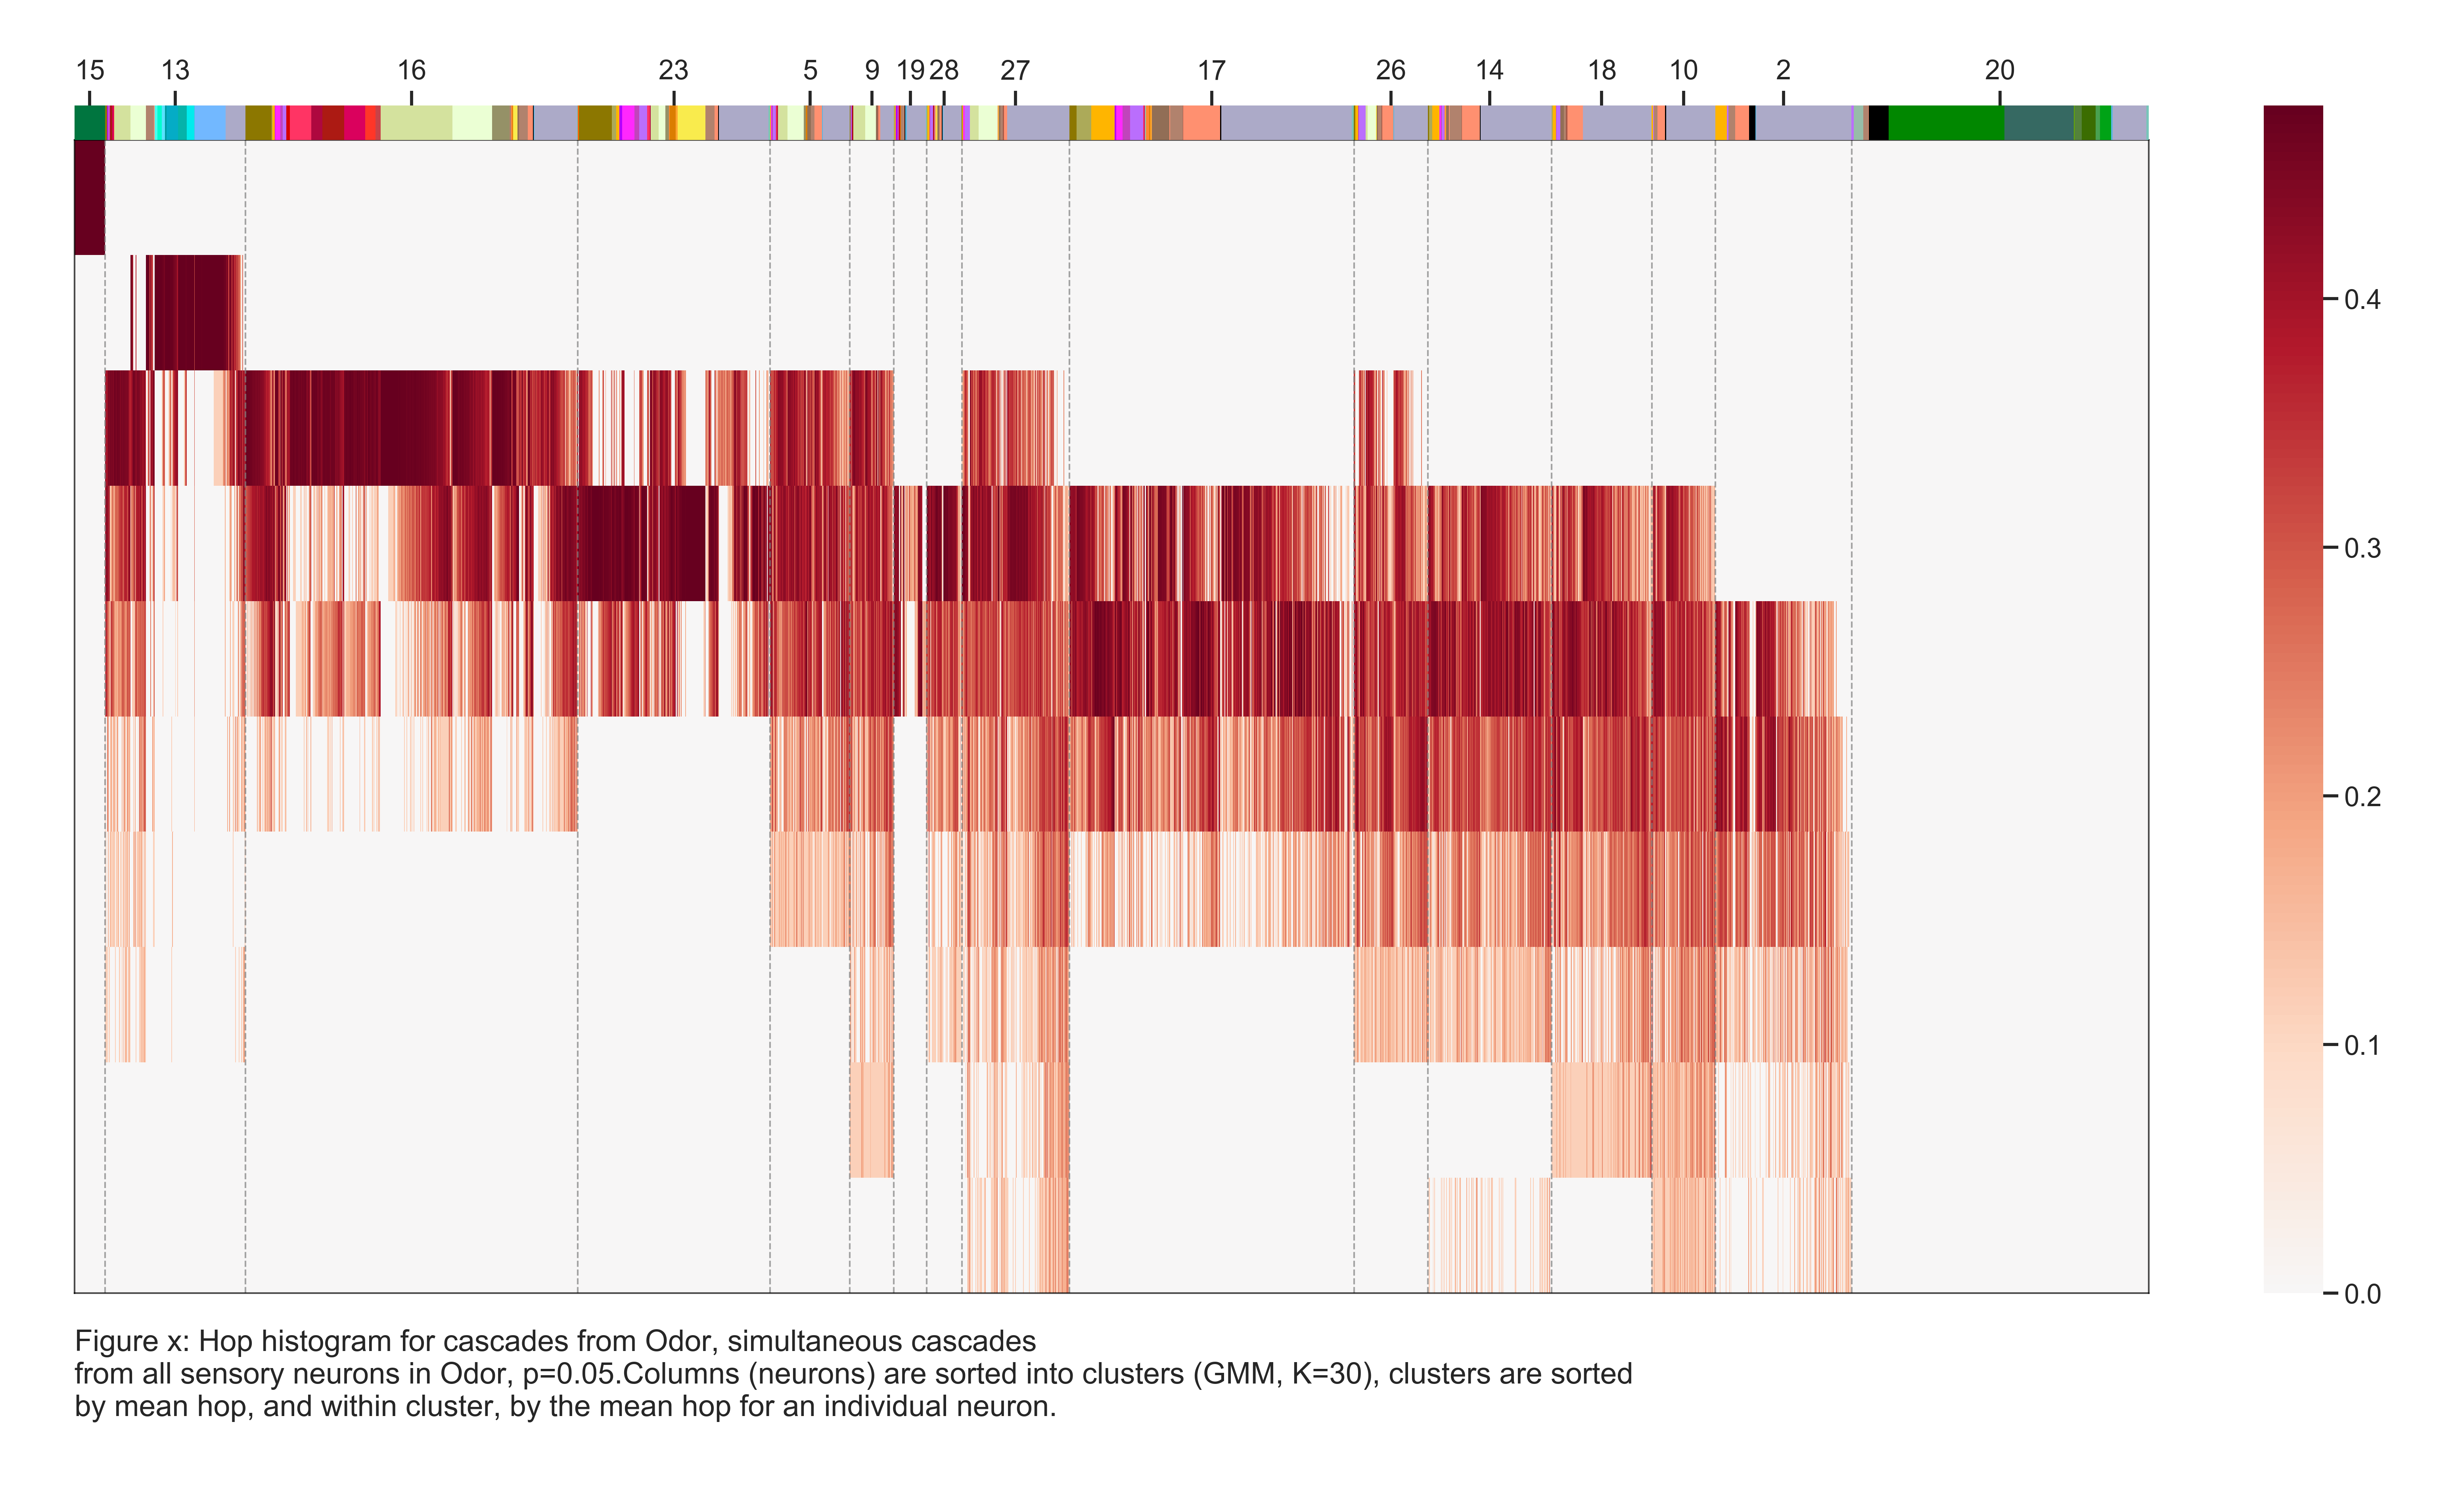 15 13 16 23 5 9 19 28 27 17 26 14 18 10 2 20
0.4
0.3
0.2
0.1
0.0
Figure x: Hop histogram for cascades from Odor, simultaneous cascades
from all sensory neurons in Odor, p=0.05.Columns (neurons) are sorted into clusters (GMM, K=30), clusters are sorted
by mean hop, and within cluster, by the mean hop for an individual neuron.